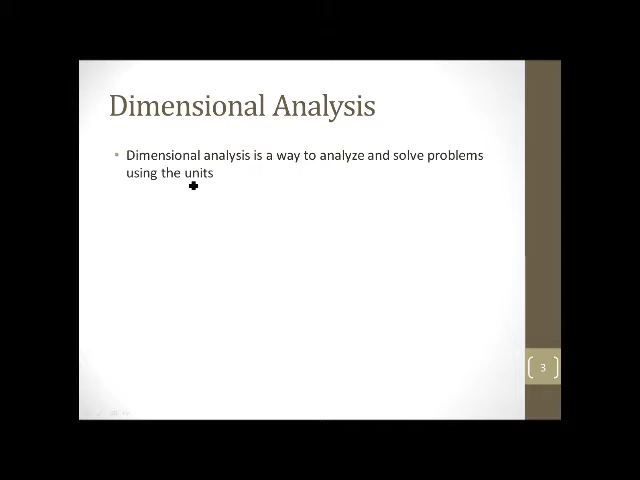 Dimensional Analysis
• Dimensional analysis is a way to analyze and solve problems
using the units
3